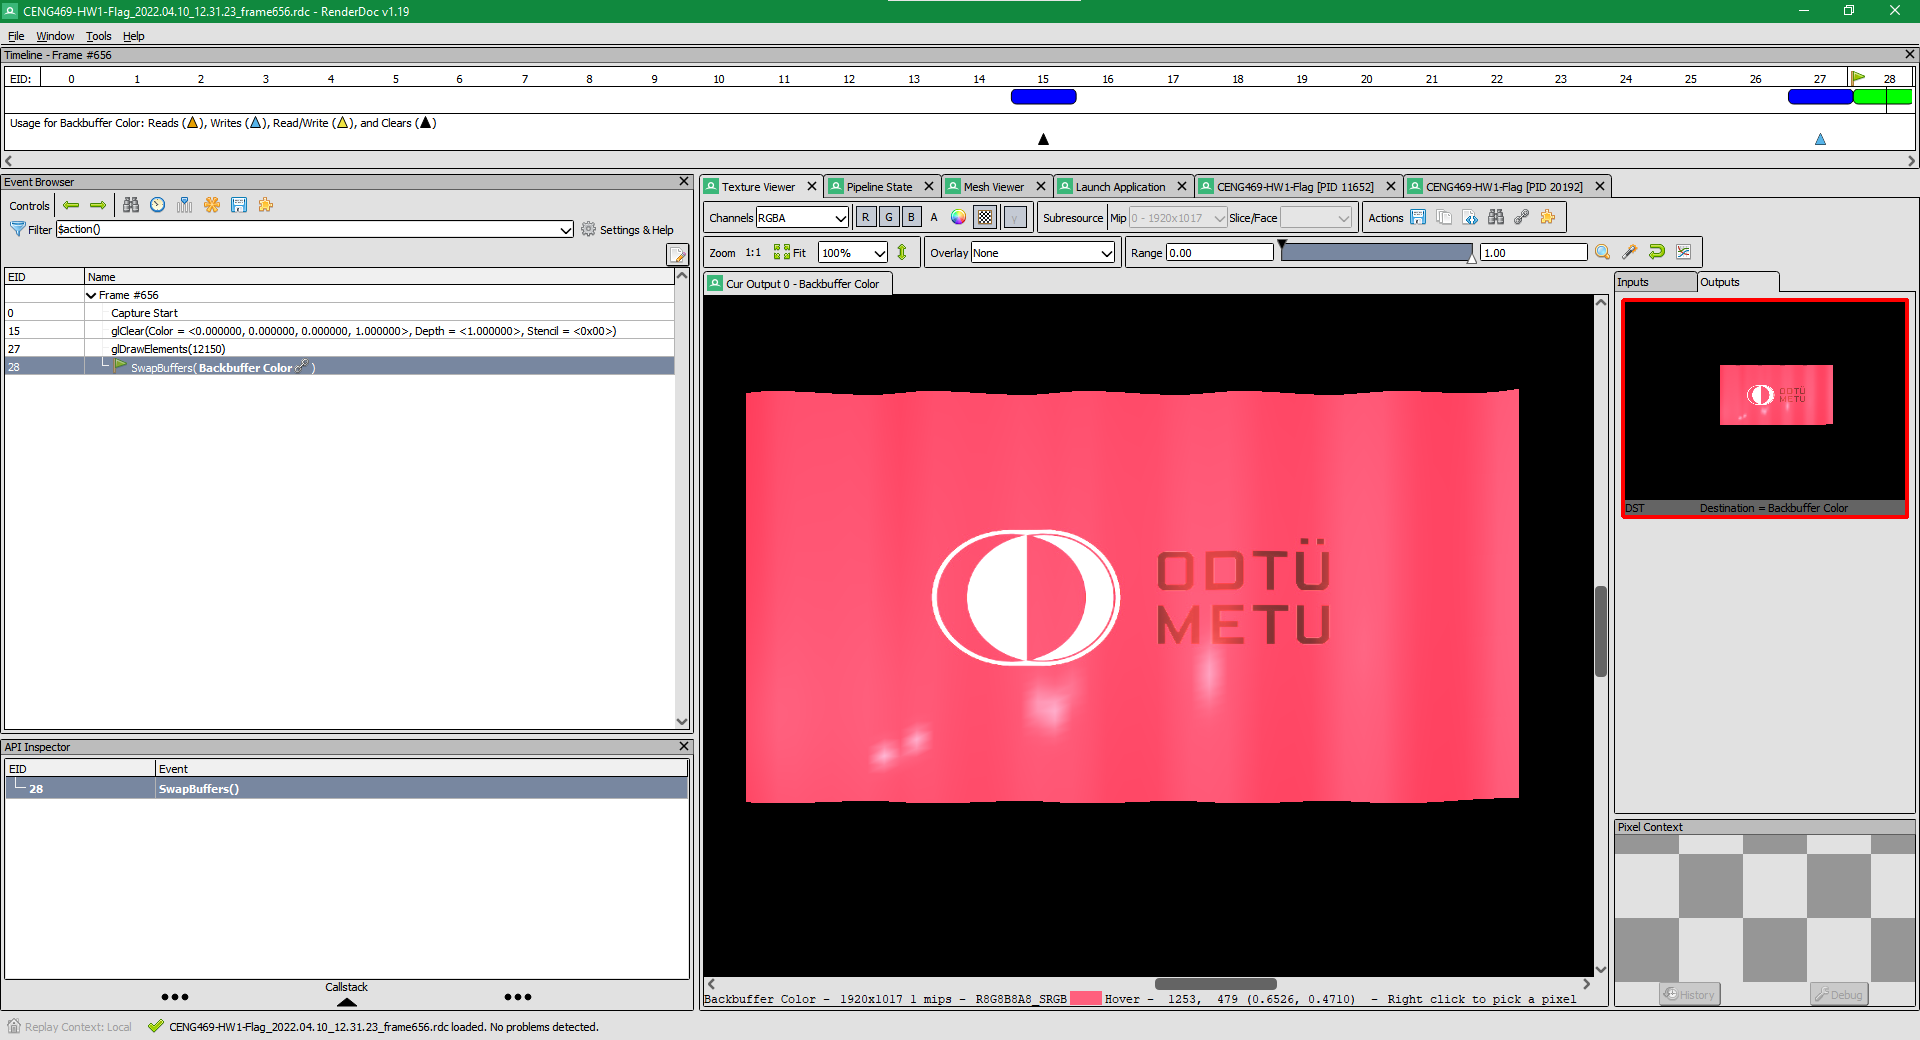 CENG469-HW1-Flag_2022.04.10_12.31.23_frame656.rdc - RenderDoc v1.19
File Window Tools Help
Timeline - Frame #656
EID: 0 1 2 3 4 5 6 7 8 9 10 11 12 13 14 15 16 17 18 19 20 21 22 23 24 25 26 27 28
Usage for Backbuffer Color: Reads ( ), Writes ( ), Read/Write ( ), and Clears ( )
Event Browser
Controls
Filter $action() Settings & Help
EID Name
Frame #656
0 Capture Start
15 glClear(Color = <0.000000, 0.000000, 0.000000, 1.000000>, Depth = <1.000000>, Stencil = <0x00>)
27 glDrawElements(12150)
28 SwapBuffers( Backbuffer Color )
API Inspector
EID Event
28 SwapBuffers()
Callstack
Texture Viewer Pipeline State Mesh Viewer Launch Application CENG469-HW1-Flag [PID 11652] CENG469-HW1-Flag [PID 20192]
Channels RGBA R G B A γ Subresource Mip 0 - 1920x1017 Slice/Face Actions
Zoom 1:1 Fit 100% Overlay None Range 0.00 1.00
Cur Output 0 - Backbuffer Color
ODTÜ
METU
Backbuffer Color - 1920x1017 1 mips - R8G8B8A8_SRGB Hover - 1253, 479 (0.6526, 0.4710) - Right click to pick a pixel
Inputs Outputs
ODTÜ
METU
DST Destination = Backbuffer Color
Pixel Context
History Debug
Replay Context: Local CENG469-HW1-Flag_2022.04.10_12.31.23_frame656.rdc loaded. No problems detected.